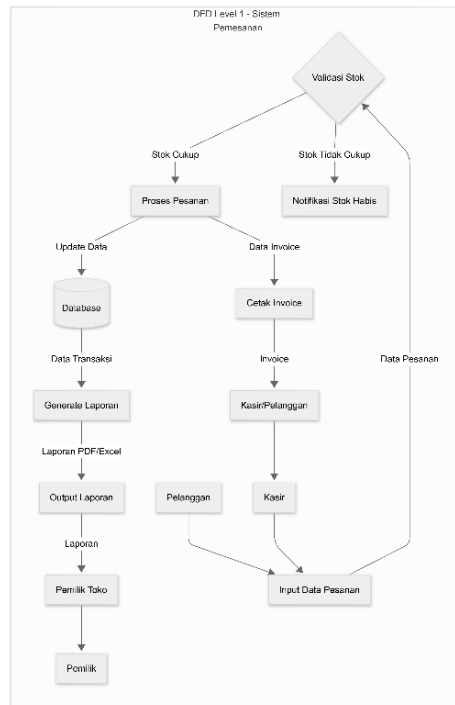 DFD Level 1 - Sistem
Pemesanan
Validasi Stok
Stok Cukup
Stok Tidak Cukup
Proses Pesanan
Notifikasi Stok Habis
Update Data
Data Invoice
Database
Cetak Invoice
Data Transaksi
Invoice
Data Pesanan
Generate Laporan
Kasir/Pelanggan
Laporan PDF/Excel
Output Laporan
Pelanggan
Kasir
Laporan
Pemilik Toko
Input Data Pesanan
Pemilik